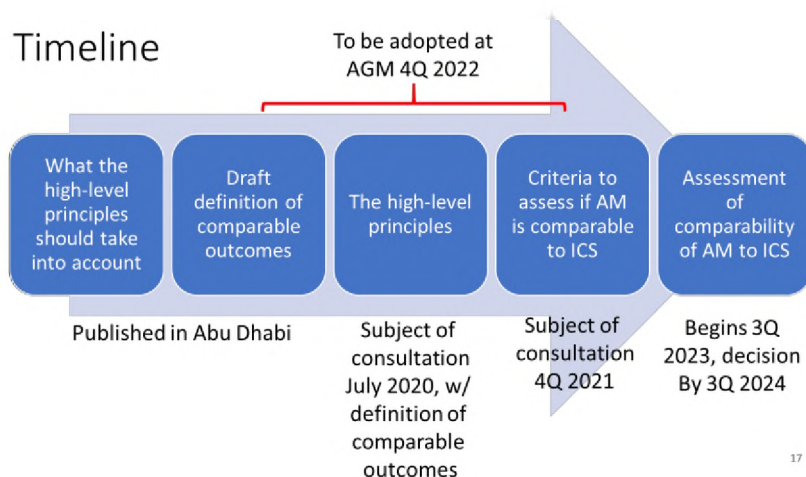 Timeline
To be adopted at
AGM 4Q 2022
What the
high-level
principles
should take
into account
Draft
definition of
comparable
outcomes
The high-level
principles
Criteria to
assess if AM
is comparable
to ICS
Assessment
of
comparability
of AM to ICS
Published in Abu Dhabi
Subject of
consultation
July 2020, w/
definition of
comparable
outcomes
Subject of
consultation
4Q 2021
Begins 3Q
2023, decision
By 3Q 2024
17